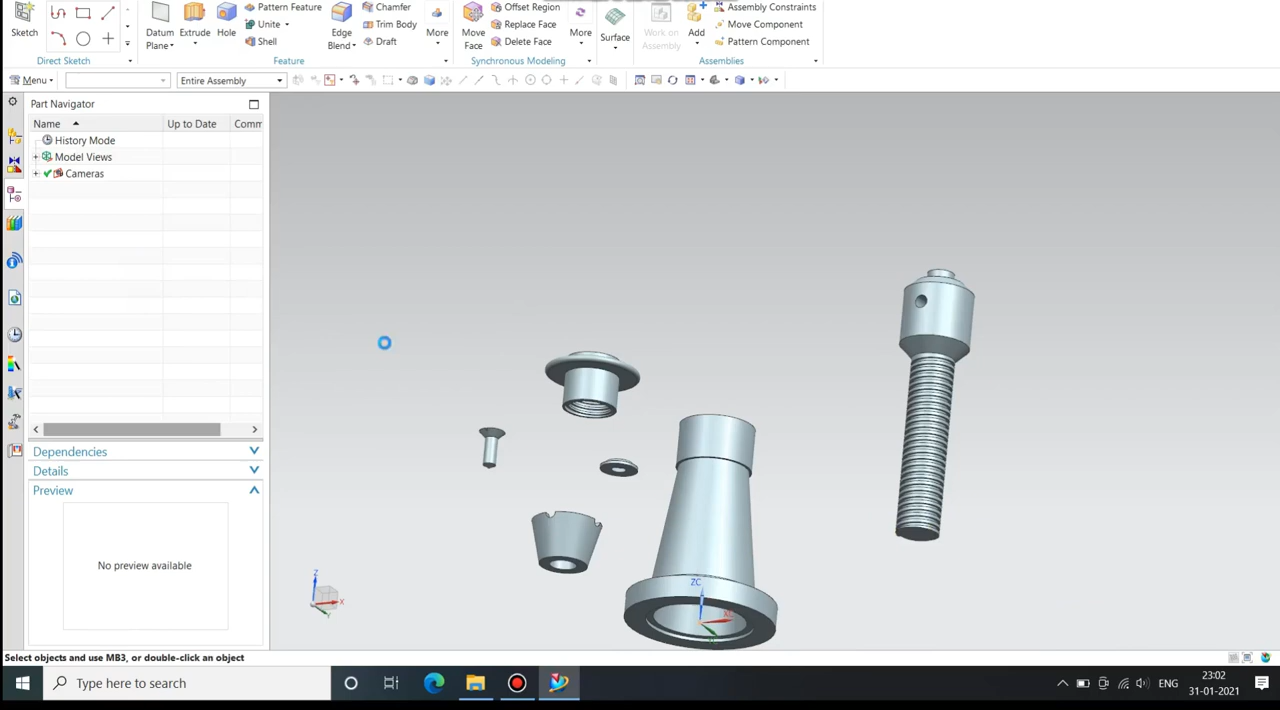 Pattern Feature
Chamfer
Offset Region
Assembly Constraints
Unite
Trim Body
Replace Face
Move Component
Sketch
Datum Plane
Extrude
Hole
Shell
Edge Blend
Draft
More
Move Face
Delete Face
More
Surface
Work on Assembly
Add
Pattern Component
Direct Sketch
Feature
Synchronous Modeling
Assemblies
Menu
Entire Assembly
Part Navigator
Name
Up to Date
Comm
History Mode
Model Views
Cameras
Dependencies
Details
Preview
No preview available
Z
X
Y
ZC
Select objects and use MB3, or double-click an object
Type here to search
ENG
23:02
31-01-2021